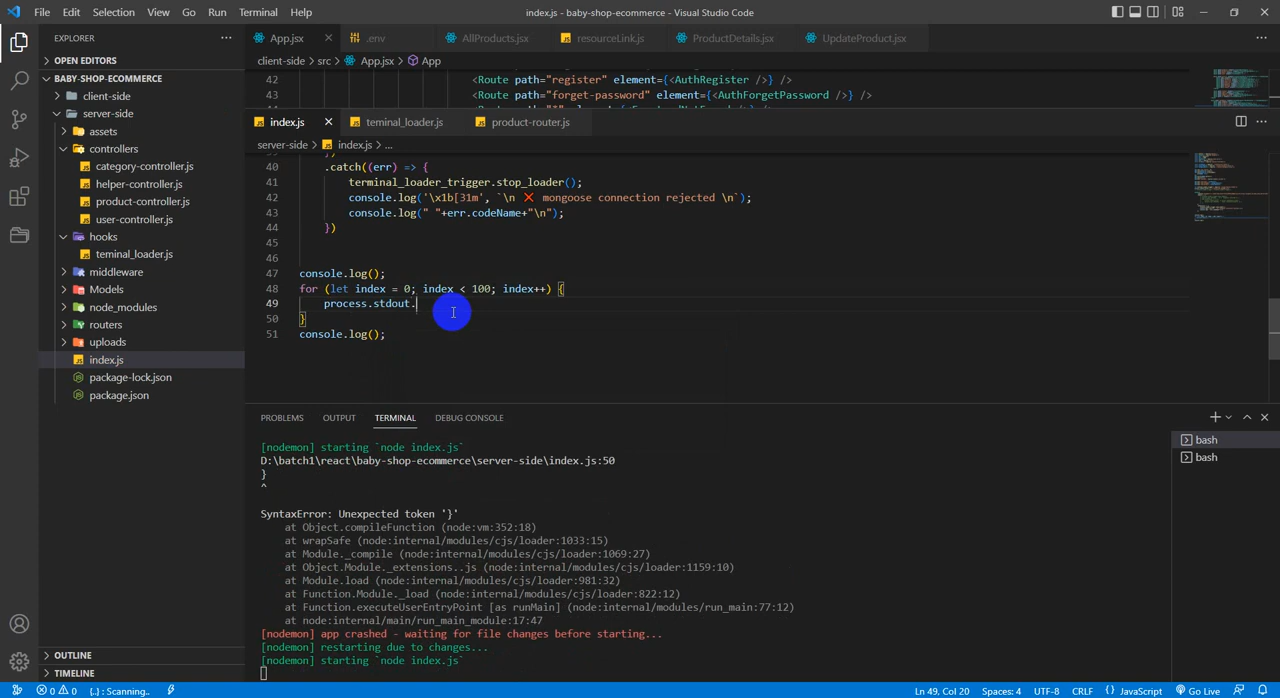 File Edit Selection View Go Run Terminal Help
index.js - baby-shop-ecommerce - Visual Studio Code
EXPLORER
OPEN EDITORS
BABY-SHOP-ECOMMERCE
client-side
server-side
assets
controllers
category-controller.js
helper-controller.js
product-controller.js
user-controller.js
hooks
teminal_loader.js
middleware
Models
node_modules
routers
uploads
index.js
package-lock.json
package.json
OUTLINE
TIMELINE
App.jsx .env AllProducts.jsx resourceLink.js ProductDetails.jsx UpdateProduct.jsx
client-side > src > App.jsx > App
42 <Route path="register" element={<AuthRegister />} />
43 <Route path="forget-password" element={<AuthForgetPassword />} />
index.js teminal_loader.js product-router.js
server-side > index.js > ...
40 .catch((err) => {
41 terminal_loader_trigger.stop_loader();
42 console.log('\x1b[31m', `\n ❌ mongoose connection rejected \n`);
43 console.log(" "+err.codeName+"\n");
44 })
45
46
47 console.log();
48 for (let index = 0; index < 100; index++) {
49 process.stdout.
50 }
51 console.log();
PROBLEMS OUTPUT TERMINAL DEBUG CONSOLE
bash
bash
[nodemon] starting `node index.js`
D:\batch1\react\baby-shop-ecommerce\server-side\index.js:50
}
^
SyntaxError: Unexpected token '}'
at Object.compileFunction (node:vm:352:18)
at wrapSafe (node:internal/modules/cjs/loader:1033:15)
at Module._compile (node:internal/modules/cjs/loader:1069:27)
at Object.Module._extensions..js (node:internal/modules/cjs/loader:1159:10)
at Module.load (node:internal/modules/cjs/loader:981:32)
at Function.Module._load (node:internal/modules/cjs/loader:822:12)
at Function.executeUserEntryPoint [as runMain] (node:internal/modules/run_main:77:12)
at node:internal/main/run_main_module:17:47
[nodemon] app crashed - waiting for file changes before starting...
[nodemon] restarting due to changes...
[nodemon] starting `node index.js`
0 0 {..} : Scanning..
Ln 49, Col 20 Spaces: 4 UTF-8 CRLF {} JavaScript Go Live